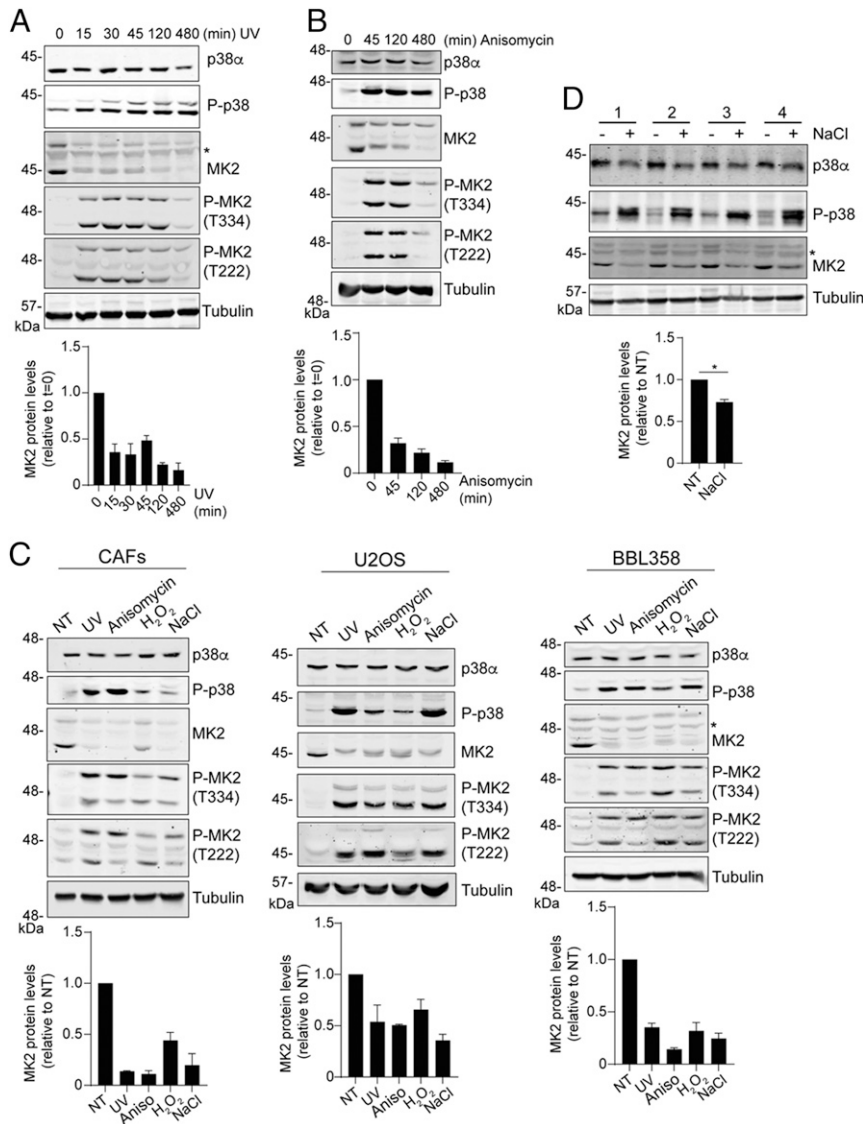 A
0 15 30 45 120 480 (min) UV
45-
p38α
P-p38
*
45-
MK2
48-
P-MK2
(T334)
48-
P-MK2
(T222)
57-
Tubulin
kDa
MK2 protein levels
(relative to t=0)
1.5
1.0
0.5
0
0 15 30 45 120 480
UV
(min)
B
0 45 120 480 (min) Anisomycin
48-
p38α
48-
P-p38
48-
MK2
48-
P-MK2
(T334)
48-
P-MK2
(T222)
48-
Tubulin
kDa
MK2 protein levels
(relative to t=0)
1.5
1.0
0.5
0
0 45 120 480
Anisomycin
(min)
D
1 2 3 4
- + - + - + - + NaCl
45-
p38α
45-
P-p38
45-
*
MK2
57-
Tubulin
kDa
MK2 protein levels
(relative to NT)
1.5
1.0
0.5
0
*
NT NaCl
C
CAFs
NT UV Anisomycin H2O2 NaCl
48-
p38α
48-
P-p38
48-
MK2
48-
P-MK2
(T334)
48-
P-MK2
(T222)
48-
Tubulin
kDa
MK2 protein levels
(relative to NT)
1.5
1.0
0.5
0
NT UV Aniso H2O2 NaCl
U2OS
NT UV Anisomycin H2O2 NaCl
45-
p38α
45-
P-p38
45-
MK2
45-
P-MK2
(T334)
45-
P-MK2
(T222)
57-
Tubulin
kDa
MK2 protein levels
(relative to NT)
1.5
1.0
0.5
0
NT UV Aniso H2O2 NaCl
BBL358
NT UV Anisomycin H2O2 NaCl
48-
p38α
48-
P-p38
48-
*
MK2
48-
P-MK2
(T334)
48-
P-MK2
(T222)
48-
Tubulin
kDa
MK2 protein levels
(relative to NT)
1.5
1.0
0.5
0
NT UV Aniso H2O2 NaCl